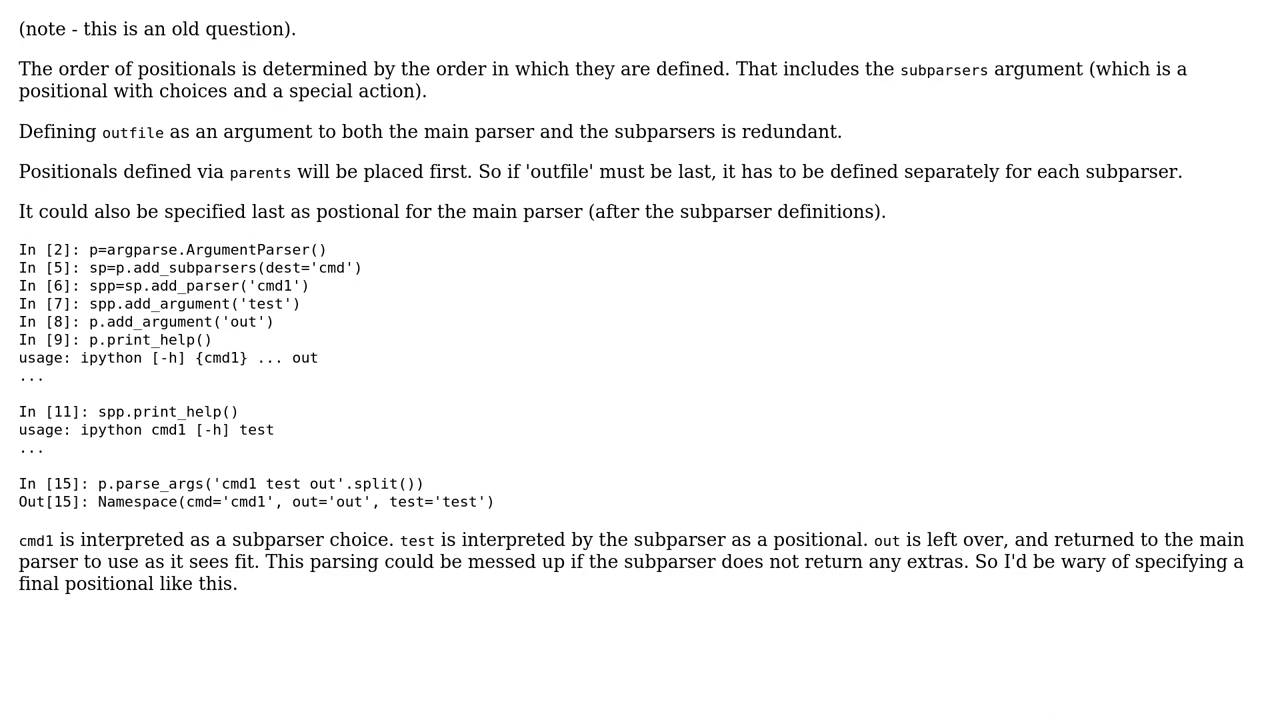 (note - this is an old question).
The order of positionals is determined by the order in which they are defined. That includes the subparsers argument (which is a
positional with choices and a special action).
Defining outfile as an argument to both the main parser and the subparsers is redundant.
Positionals defined via parents will be placed first. So if 'outfile' must be last, it has to be defined separately for each subparser.
It could also be specified last as postional for the main parser (after the subparser definitions).
In [2]: p=argparse.ArgumentParser()
In [5]: sp=p.add_subparsers(dest='cmd')
In [6]: spp=sp.add_parser('cmd1')
In [7]: spp.add_argument('test')
In [8]: p.add_argument('out')
In [9]: p.print_help()
usage: ipython [-h] {cmd1} ... out
...
In [11]: spp.print_help()
usage: ipython cmd1 [-h] test
...
In [15]: p.parse_args('cmd1 test out'.split())
Out[15]: Namespace(cmd='cmd1', out='out', test='test')
cmd1 is interpreted as a subparser choice. test is interpreted by the subparser as a positional. out is left over, and returned to the main
parser to use as it sees fit. This parsing could be messed up if the subparser does not return any extras. So I'd be wary of specifying a
final positional like this.